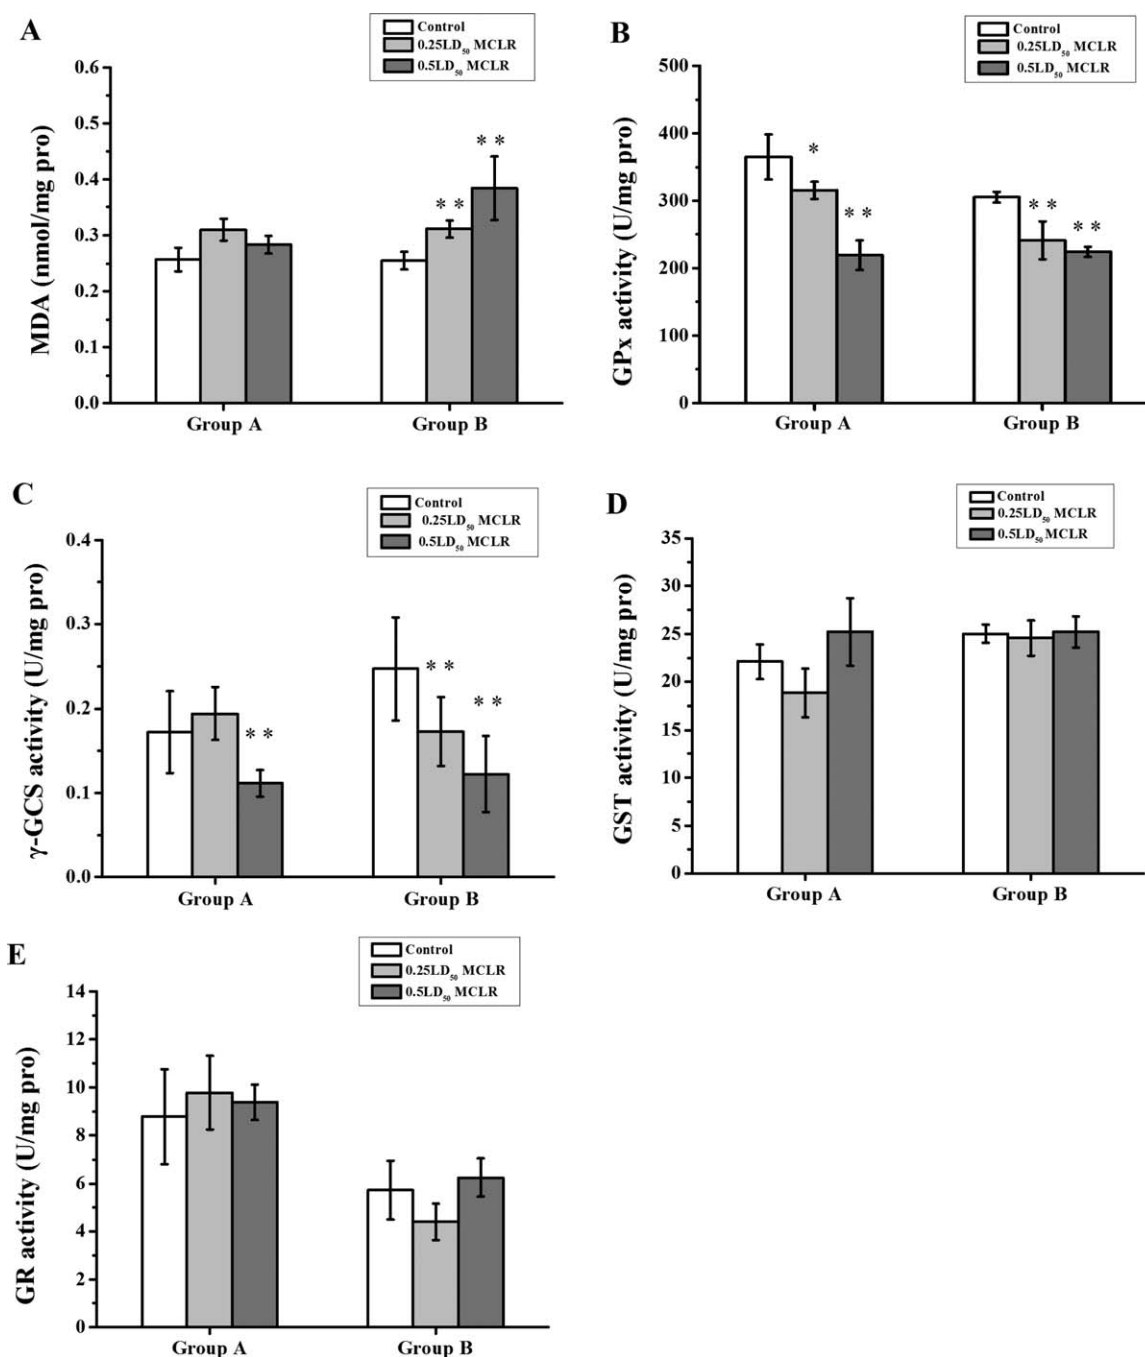 A
Control
0.25LD₅₀ MCLR
0.5LD₅₀ MCLR
MDA (nmol/mg pro)
0.6
0.5
0.4
0.3
0.2
0.1
0.0
* *
* *
Group A
Group B
B
Control
0.25LD₅₀ MCLR
0.5LD₅₀ MCLR
GPx activity (U/mg pro)
500
400
300
200
100
0
*
* *
* *
* *
Group A
Group B
C
Control
0.25LD₅₀ MCLR
0.5LD₅₀ MCLR
γ-GCS activity (U/mg pro)
0.4
0.3
0.2
0.1
0.0
* *
* *
* *
Group A
Group B
D
Control
0.25LD₅₀ MCLR
0.5LD₅₀ MCLR
GST activity (U/mg pro)
35
30
25
20
15
10
5
0
Group A
Group B
E
Control
0.25LD₅₀ MCLR
0.5LD₅₀ MCLR
GR activity (U/mg pro)
14
12
10
8
6
4
2
0
Group A
Group B